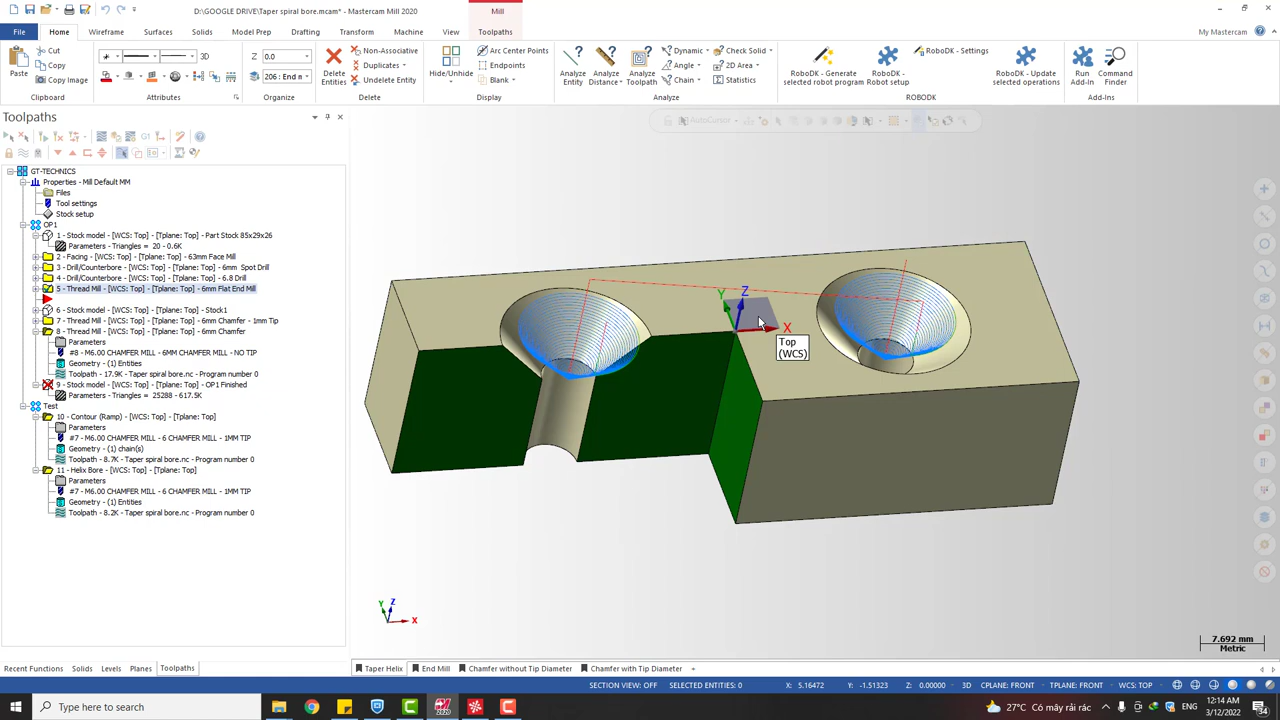 D:\GOOGLE DRIVE\Taper spiral bore.mcam* - Mastercam Mill 2020
Mill
File
Home
Wireframe
Surfaces
Solids
Model Prep
Drafting
Transform
Machine
View
Toolpaths
My Mastercam
Paste
Cut
Copy
Copy Image
Clipboard
3D
Attributes
Z 0.0
206 : End m
Organize
Delete Entities
Non-Associative
Duplicates
Undelete Entity
Delete
Hide/Unhide
Arc Center Points
Endpoints
Blank
Display
Analyze Entity
Analyze Distance
Analyze Toolpath
Dynamic
Angle
Chain
Check Solid
2D Area
Statistics
Analyze
RoboDK - Generate selected robot program
RoboDK - Robot setup
RoboDK - Settings
RoboDK - Update selected operations
ROBODK
Run Add-In
Command Finder
Add-Ins
AutoCursor
Toolpaths
G1
GT-TECHNICS
Properties - Mill Default MM
Files
Tool settings
Stock setup
OP1
1 - Stock model - [WCS: Top] - [Tplane: Top] - Part Stock 85x29x26
Parameters - Triangles = 20 - 0.6K
2 - Facing - [WCS: Top] - [Tplane: Top] - 63mm Face Mill
3 - Drill/Counterbore - [WCS: Top] - [Tplane: Top] - 6mm Spot Drill
4 - Drill/Counterbore - [WCS: Top] - [Tplane: Top] - 6.8 Drill
5 - Thread Mill - [WCS: Top] - [Tplane: Top] - 6mm Flat End Mill
6 - Stock model - [WCS: Top] - [Tplane: Top] - Stock1
7 - Thread Mill - [WCS: Top] - [Tplane: Top] - 6mm Chamfer - 1mm Tip
8 - Thread Mill - [WCS: Top] - [Tplane: Top] - 6mm Chamfer
Parameters
#8 - M6.00 CHAMFER MILL - 6MM CHAMFER MILL - NO TIP
Geometry - (1) Entities
Toolpath - 17.9K - Taper spiral bore.nc - Program number 0
9 - Stock model - [WCS: Top] - [Tplane: Top] - OP1 Finished
Parameters - Triangles = 25288 - 617.5K
Test
10 - Contour (Ramp) - [WCS: Top] - [Tplane: Top]
Parameters
#7 - M6.00 CHAMFER MILL - 6 CHAMFER MILL - 1MM TIP
Geometry - (1) chain(s)
Toolpath - 8.7K - Taper spiral bore.nc - Program number 0
11 - Helix Bore - [WCS: Top] - [Tplane: Top]
Parameters
#7 - M6.00 CHAMFER MILL - 6 CHAMFER MILL - 1MM TIP
Geometry - (1) Entities
Toolpath - 8.2K - Taper spiral bore.nc - Program number 0
Y
Z
X
Top
(WCS)
Y
Z
X
7.692 mm
Metric
Recent Functions
Solids
Levels
Planes
Toolpaths
Taper Helix
End Mill
Chamfer without Tip Diameter
Chamfer with Tip Diameter
+
SECTION VIEW: OFF
SELECTED ENTITIES: 0
X: 5.16472
Y: -1.51323
Z: 0.00000
3D
CPLANE: FRONT
TPLANE: FRONT
WCS: TOP
Type here to search
2020
27°C Có mây rải rác
ENG
12:14 AM
3/12/2022
34